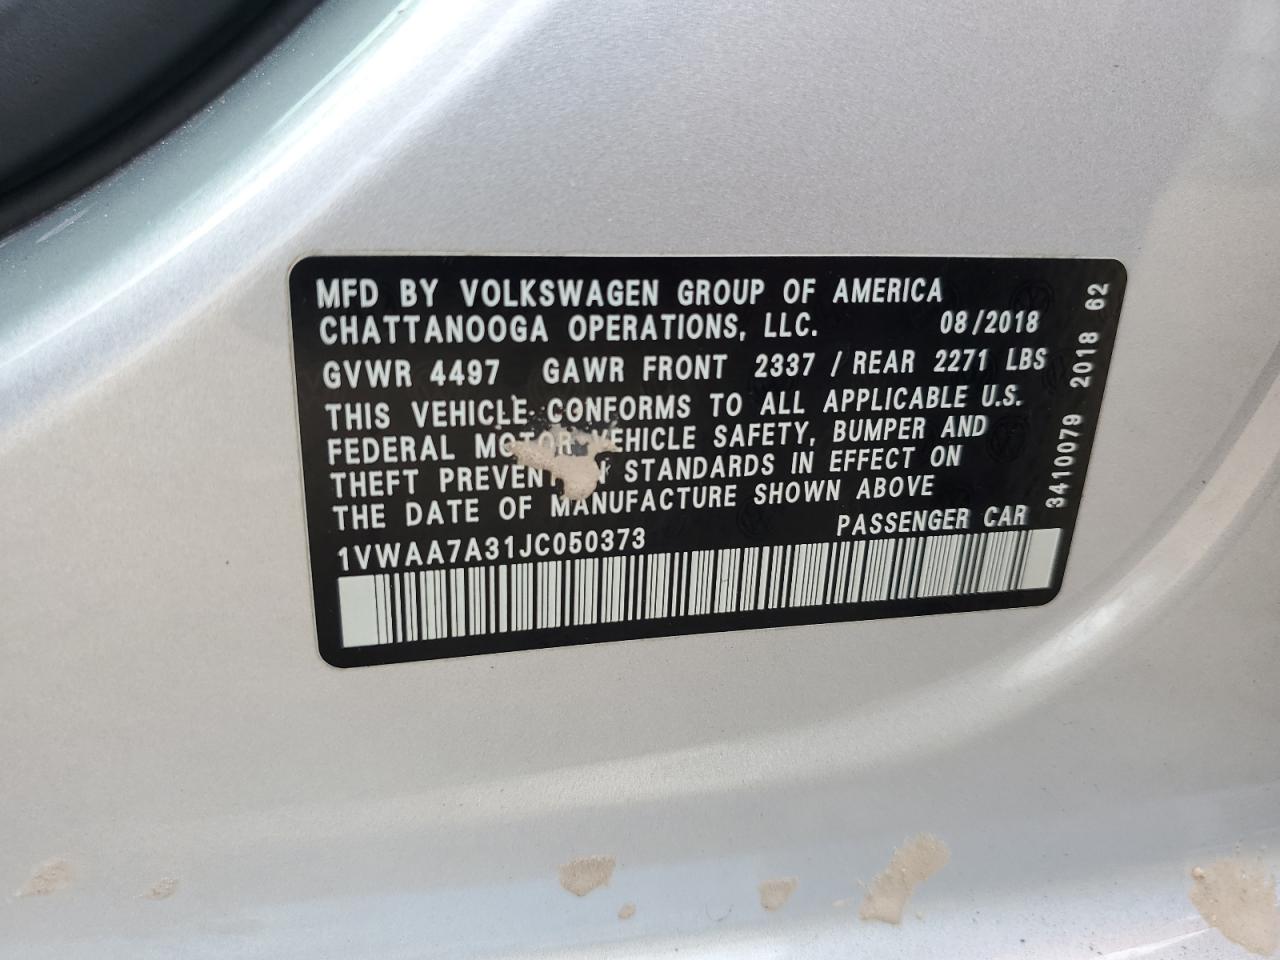 MFD BY VOLKSWAGEN GROUP OF AMERICA
CHATTANOOGA OPERATIONS, LLC. 08/2018
GVWR 4497 GAWR FRONT 2337 / REAR 2271 LBS
THIS VEHICLE CONFORMS TO ALL APPLICABLE U.S.
FEDERAL MOTOR VEHICLE SAFETY, BUMPER AND
THEFT STANDARDS IN EFFECT ON
THE DATE OF MANUFACTURE SHOWN ABOVE
1VWAA7A31JC050373 PASSENGER CAR
3410079 2018 62